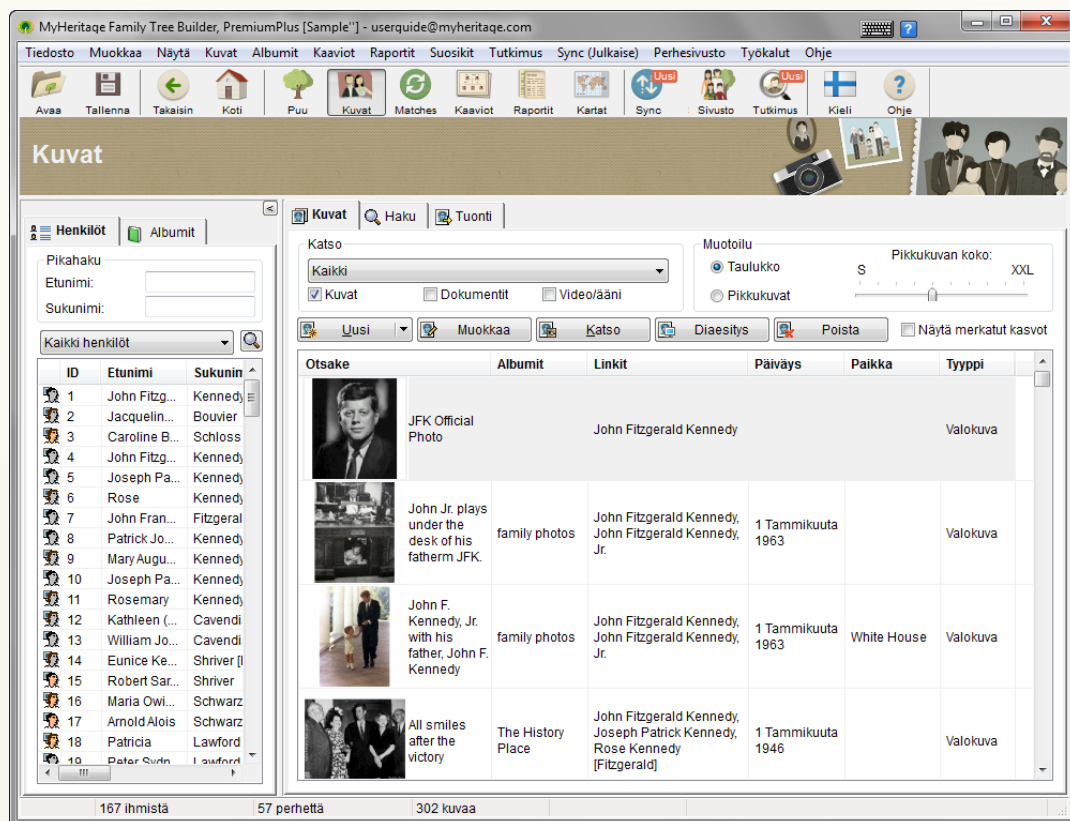 MyHeritage Family Tree Builder, PremiumPlus [Sample"] - userguide@myheritage.com
Tiedosto Muokkaa Näytä Kuvat Albumit Kaaviot Raportit Suosikit Tutkimus Sync (Julkaise) Perhesivusto Työkalut Ohje
Uusi Uusi
Avaa Tallenna Takaisin Koti Puu Kuvat Matches Kaaviot Raportit Kartat Sync Sivusto Tutkimus Kieli Ohje
Kuvat
Henkilöt Albumit
Pikahaku
Etunimi:
Sukunimi:
Kaikki henkilöt
ID Etunimi Sukunim
1 John Fitzg... Kennedy
2 Jacquelin... Bouvier
3 Caroline B... Schloss
4 John Fitzg... Kennedy
5 Joseph Pa... Kennedy
6 Rose Kennedy
7 John Fran... Fitzgeral
8 Patrick Jo... Kennedy
9 Mary Augu... Kennedy
10 Joseph Pa... Kennedy
11 Rosemary Kennedy
12 Kathleen (... Cavendi
13 William Jo... Cavendi
14 Eunice Ke... Shriver [
15 Robert Sar... Shriver
16 Maria Owi... Schwarz
17 Arnold Alois Schwarz
18 Patricia Lawford
19 Peter Sydn... Lawford
Kuvat Haku Tuonti
Katso
Kaikki
Kuvat Dokumentit Video/ääni
Muotoilu
Taulukko
Pikkukuvat
Pikkukuvan koko:
S XXL
Uusi Muokkaa Katso Diaesitys Poista Näytä merkatut kasvot
Otsake Albumit Linkit Päiväys Paikka Tyyppi
JFK Official
Photo
John Fitzgerald Kennedy
Valokuva
John Jr. plays
under the
desk of his
fatherm JFK.
family photos
John Fitzgerald Kennedy,
John Fitzgerald Kennedy,
Jr.
1 Tammikuuta
1963
Valokuva
John F.
Kennedy, Jr.
with his
father, John F.
Kennedy
family photos
John Fitzgerald Kennedy,
John Fitzgerald Kennedy,
Jr.
1 Tammikuuta
1963
White House
Valokuva
All smiles
after the
victory
The History
Place
John Fitzgerald Kennedy,
Joseph Patrick Kennedy,
Rose Kennedy
[Fitzgerald]
1 Tammikuuta
1946
Valokuva
167 ihmistä 57 perhettä 302 kuvaa